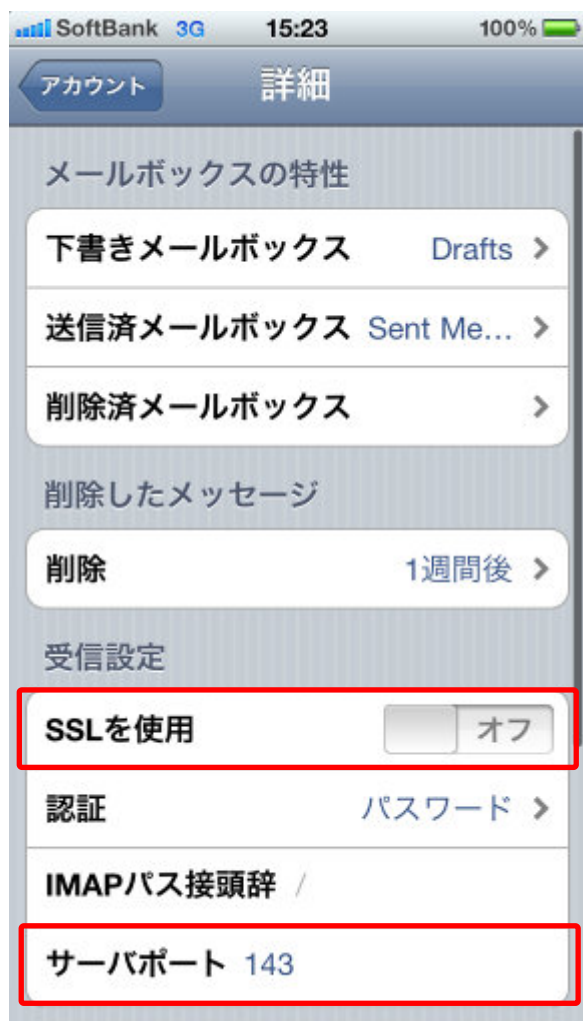 SoftBank 3G 15:23 100%
アカウント 詳細
メールボックスの特性
下書きメールボックス Drafts
送信済メールボックス Sent Me...
削除済メールボックス
削除したメッセージ
削除 1週間後
受信設定
SSLを使用 オフ
認証 パスワード
IMAPパス接頭辞 /
サーバポート 143